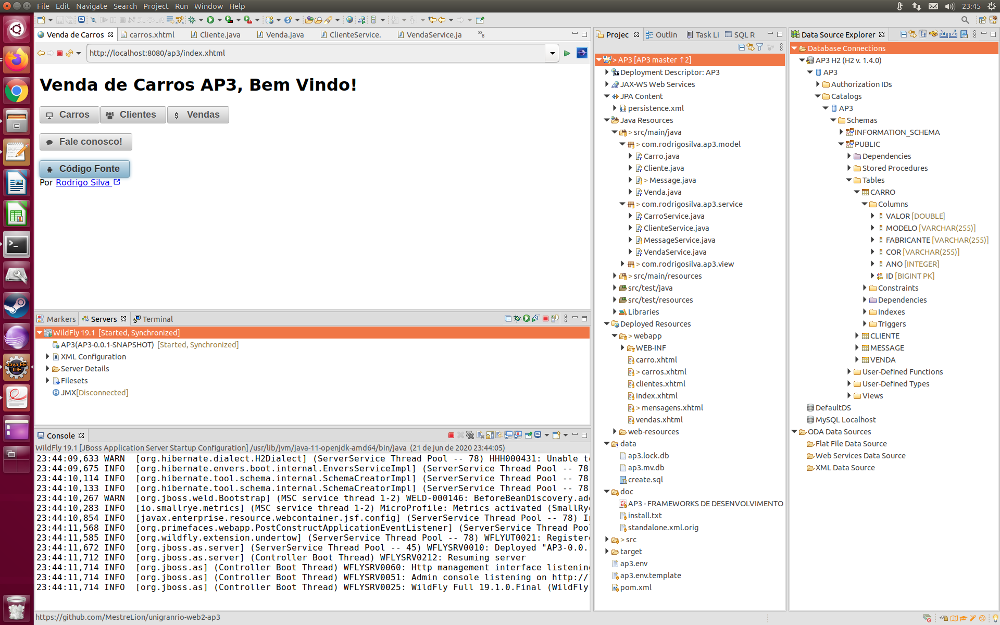 File Edit Navigate Search Project Run Window Help
23:45
Venda de Carros
carros.xhtml
Cliente.java
Venda.java
ClienteService.
VendaService.ja
»8
http://localhost:8080/ap3/index.xhtml
Venda de Carros AP3, Bem Vindo!
Carros
Clientes
Vendas
Fale conosco!
Código Fonte
Por Rodrigo Silva
Markers
Servers
Terminal
WildFly 19.1 [Started, Synchronized]
AP3(AP3-0.0.1-SNAPSHOT) [Started, Synchronized]
XML Configuration
Server Details
Filesets
JMX[Disconnected]
Console
WildFly 19.1 [JBoss Application Server Startup Configuration] /usr/lib/jvm/java-11-openjdk-amd64/bin/java (21 de jun de 2020 23:44:05)
23:44:09,633 WARN [org.hibernate.dialect.H2Dialect] (ServerService Thread Pool -- 78) HHH000431: Unable to
23:44:09,675 INFO [org.hibernate.envers.boot.internal.EnversServiceImpl] (ServerService Thread Pool -- 78
23:44:10,114 INFO [org.hibernate.tool.schema.internal.SchemaCreatorImpl] (ServerService Thread Pool -- 78
23:44:10,133 INFO [org.hibernate.tool.schema.internal.SchemaCreatorImpl] (ServerService Thread Pool -- 78
23:44:10,267 WARN [org.jboss.weld.Bootstrap] (MSC service thread 1-2) WELD-000146: BeforeBeanDiscovery.ad
23:44:10,283 INFO [io.smallrye.metrics] (MSC service thread 1-2) MicroProfile: Metrics activated (SmallRye
23:44:10,854 INFO [javax.enterprise.resource.webcontainer.jsf.config] (ServerService Thread Pool -- 78) I
23:44:11,568 INFO [org.primefaces.webapp.PostConstructApplicationEventListener] (ServerService Thread Poo
23:44:11,585 INFO [org.wildfly.extension.undertow] (ServerService Thread Pool -- 78) WFLYUT0021: Registere
23:44:11,672 INFO [org.jboss.as.server] (ServerService Thread Pool -- 45) WFLYSRV0010: Deployed "AP3-0.0.
23:44:11,712 INFO [org.jboss.as.server] (Controller Boot Thread) WFLYSRV0212: Resuming server
23:44:11,714 INFO [org.jboss.as] (Controller Boot Thread) WFLYSRV0060: Http management interface listening
23:44:11,714 INFO [org.jboss.as] (Controller Boot Thread) WFLYSRV0051: Admin console listening on http://
23:44:11,714 INFO [org.jboss.as] (Controller Boot Thread) WFLYSRV0025: WildFly Full 19.1.0.Final (WildFly
https://github.com/MestreLion/unigranrio-web2-ap3
Projec
Outlin
Task Li
SQL R
> AP3 [AP3 master ↑2]
Deployment Descriptor: AP3
JAX-WS Web Services
JPA Content
persistence.xml
Java Resources
> src/main/java
> com.rodrigosilva.ap3.model
Carro.java
Cliente.java
> Message.java
Venda.java
> com.rodrigosilva.ap3.service
CarroService.java
ClienteService.java
MessageService.java
VendaService.java
> com.rodrigosilva.ap3.view
> src/main/resources
src/test/java
src/test/resources
Libraries
Deployed Resources
> webapp
WEB-INF
carro.xhtml
> carros.xhtml
clientes.xhtml
index.xhtml
> mensagens.xhtml
vendas.xhtml
web-resources
data
ap3.lock.db
ap3.mv.db
create.sql
doc
AP3 - FRAMEWORKS DE DESENVOLVIMENTO
install.txt
standalone.xml.orig
> src
target
ap3.env
ap3.env.template
pom.xml
Data Source Explorer
Database Connections
AP3 H2 (H2 v. 1.4.0)
AP3
Authorization IDs
Catalogs
AP3
Schemas
INFORMATION_SCHEMA
PUBLIC
Dependencies
Stored Procedures
Tables
CARRO
Columns
VALOR [DOUBLE]
MODELO [VARCHAR(255)]
FABRICANTE [VARCHAR(255)]
COR [VARCHAR(255)]
ANO [INTEGER]
ID [BIGINT PK]
Constraints
Dependencies
Indexes
Triggers
CLIENTE
MESSAGE
VENDA
User-Defined Functions
User-Defined Types
Views
DefaultDS
MySQL Localhost
ODA Data Sources
Flat File Data Source
Web Services Data Source
XML Data Source
Java EE
IDE